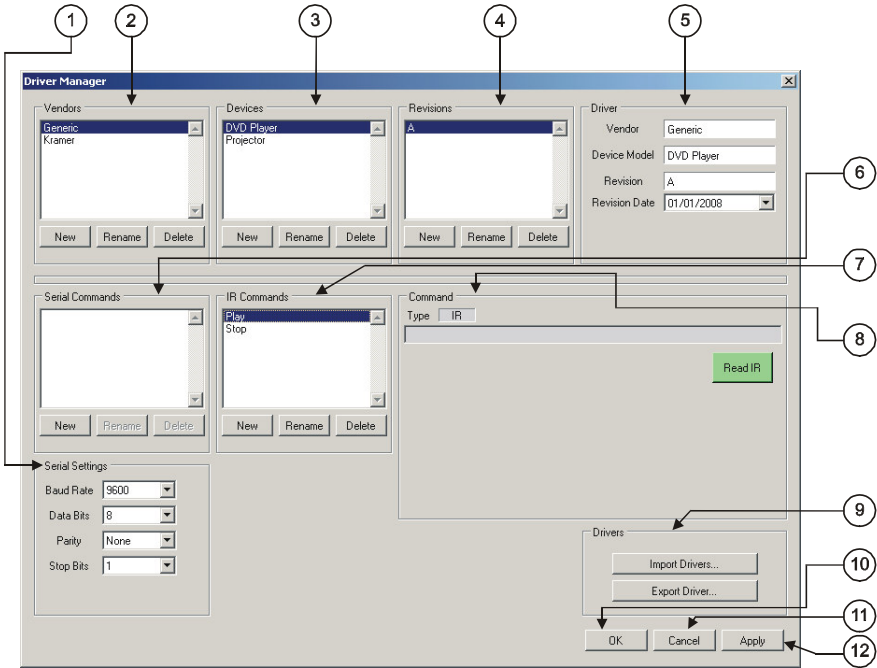 1 2 3 4 5
Driver Manager
Vendors Devices Revisions Driver
Generic DVD Player A Vendor Generic
Kramer Projector
Device Model DVD Player
6
Revision A
Revision Date 01/01/2008
New Rename Delete New Rename Delete New Rename Delete
7
Serial Commands IR Commands Command
Play Type IR
Stop
8
Read IR
New Rename Delete New Rename Delete
Serial Settings
Baud Rate 9600
9
Data Bits 8
Drivers
Parity None
Import Drivers... 10
Stop Bits 1
Export Driver...
11
OK Cancel Apply
12